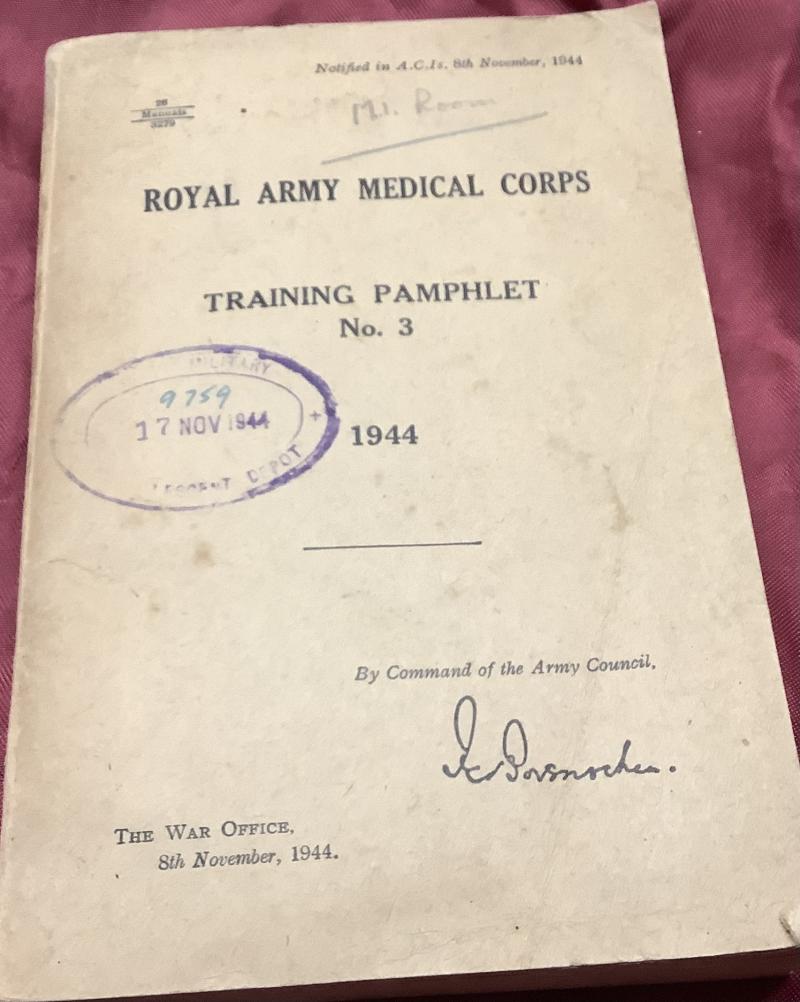 Notified in A.C.Is. 8th November, 1944
26
Manuals
3279
M.I. Room
ROYAL ARMY MEDICAL CORPS
TRAINING PAMPHLET
No. 3
MILITARY
9759
17 NOV 1944
DEPOT
1944
By Command of the Army Council,
THE WAR OFFICE,
8th November, 1944.